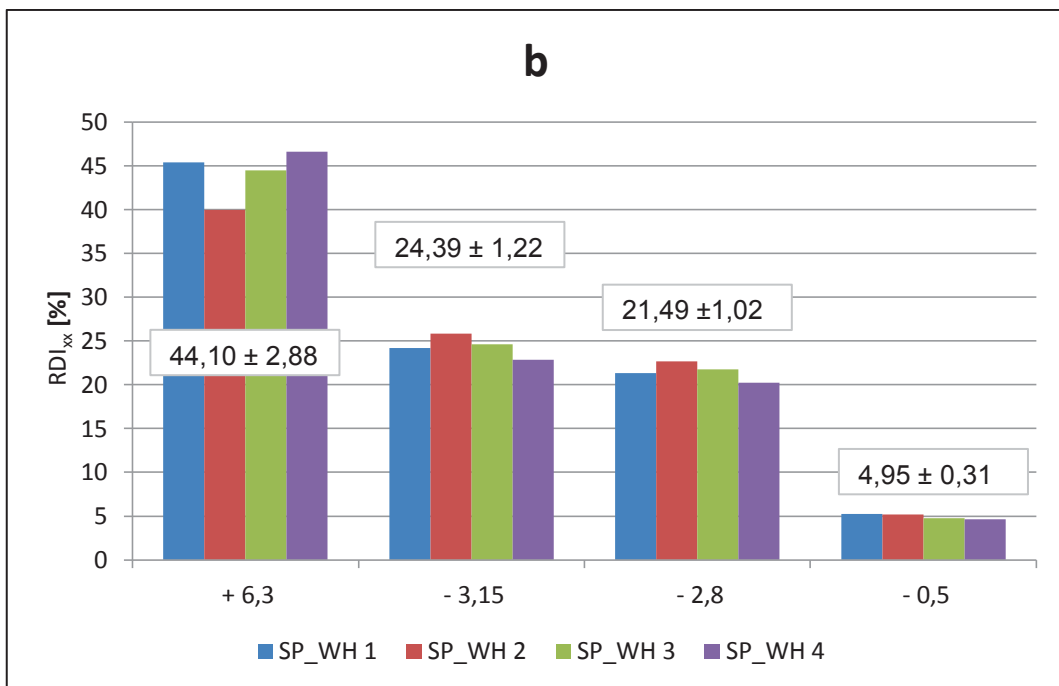 b
RDIxx [%]
50
45
40
35
30
25
20
15
10
5
0
44,10 ± 2,88
24,39 ± 1,22
21,49 ±1,02
4,95 ± 0,31
+ 6,3
- 3,15
- 2,8
- 0,5
SP_WH 1
SP_WH 2
SP_WH 3
SP_WH 4